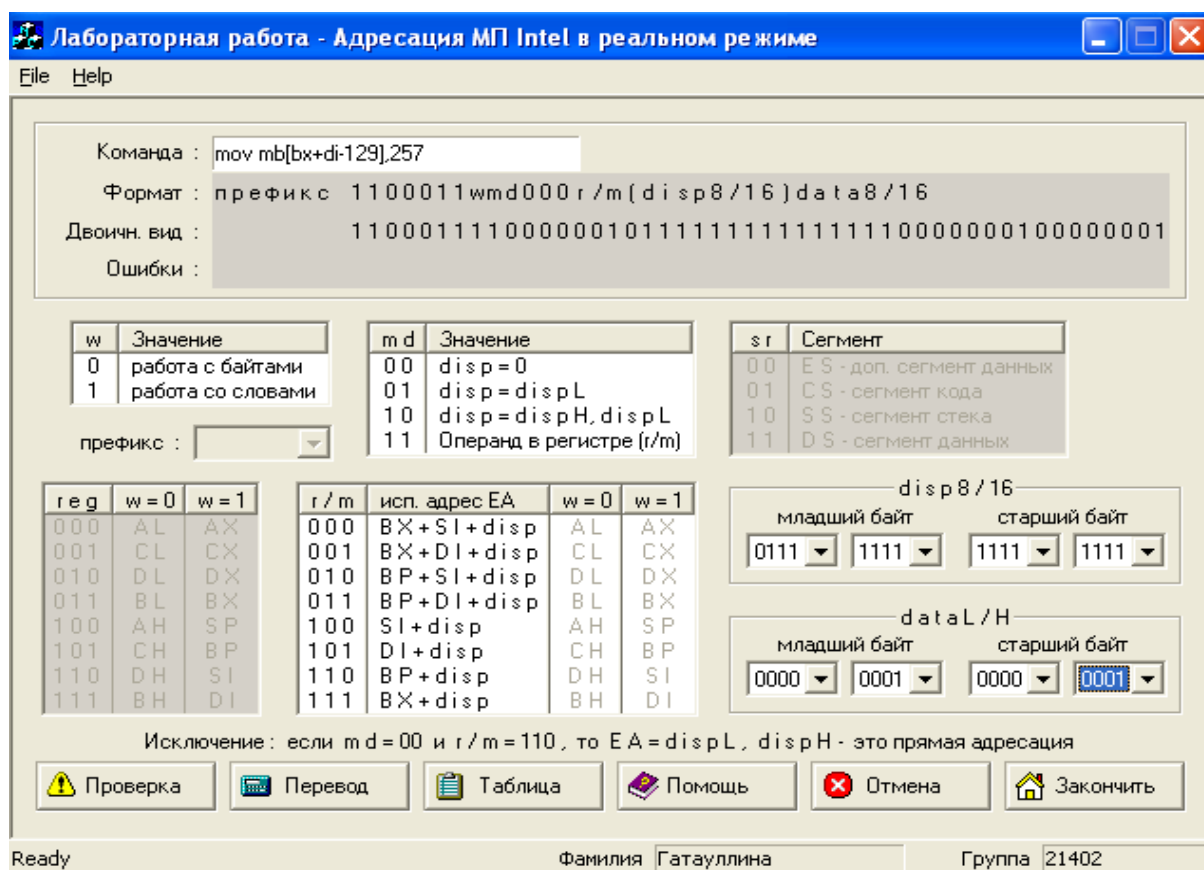 Лабораторная работа - Адресация МП Intel в реальном режиме
File Help
Команда : mov mb[bx+di-129],257
Формат : префикс 1100011wmd000r/m(disp8/16)data8/16
Двоичн. вид : 110001111000000101111111111111110000000100000001
Ошибки :
w Значение
0 работа с байтами
1 работа со словами
префикс :
md Значение
00 disp=0
01 disp=dispL
10 disp=dispH,dispL
11 Операнд в регистре (r/m)
sr Сегмент
00 ES - доп. сегмент данных
01 CS - сегмент кода
10 SS - сегмент стека
11 DS - сегмент данных
reg w=0 w=1
000 AL AX
001 CL CX
010 DL DX
011 BL BX
100 AH SP
101 CH BP
110 DH SI
111 BH DI
r/m исп. адрес EA w=0 w=1
000 BX+SI+disp AL AX
001 BX+DI+disp CL CX
010 BP+SI+disp DL DX
011 BP+DI+disp BL BX
100 SI+disp AH SP
101 DI+disp CH BP
110 BP+disp DH SI
111 BX+disp BH DI
disp8/16
младший байт старший байт
0111 1111 1111 1111
dataL/H
младший байт старший байт
0000 0001 0000 0001
Исключение : если md=00 и r/m=110, то EA=dispL, dispH - это прямая адресация
Проверка Перевод Таблица Помощь Отмена Закончить
Ready Фамилия Гатауллина Группа 21402